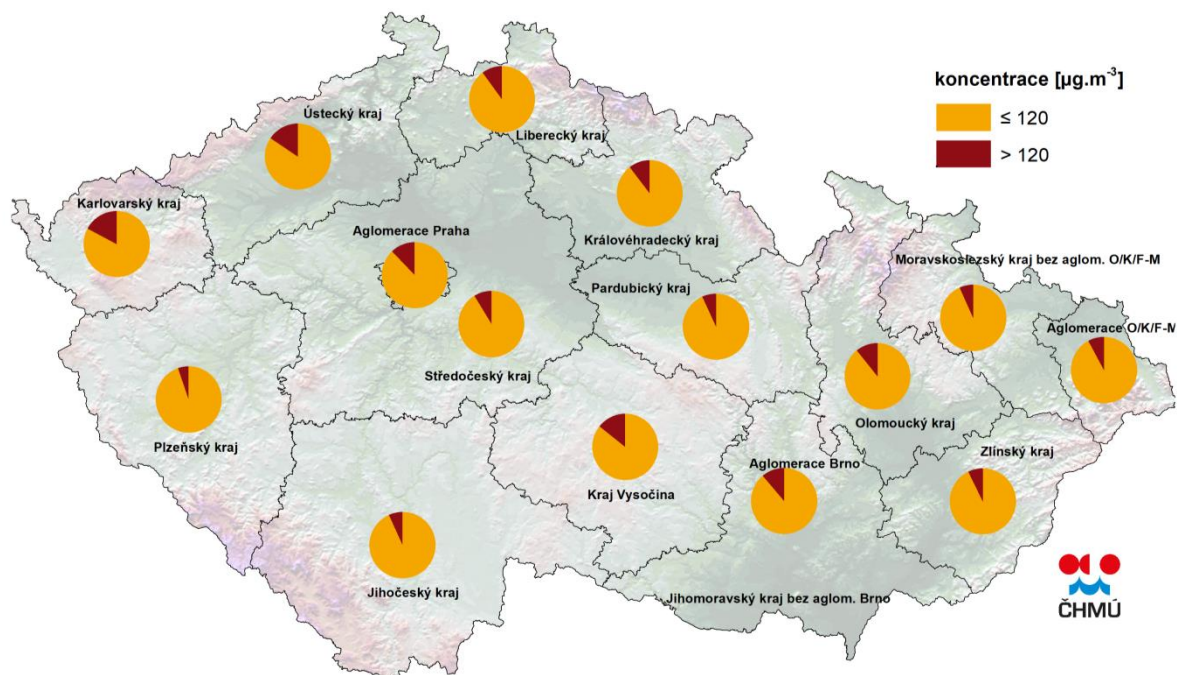 koncentrace [µg.m⁻³]
≤ 120
> 120
Ústecký kraj
Liberecký kraj
Karlovarský kraj
Aglomerace Praha
Královéhradecký kraj
Moravskoslezský kraj bez aglom. O/K/F-M
Pardubický kraj
Aglomerace O/K/F-M
Středočeský kraj
Olomoucký kraj
Plzeňský kraj
Zlínský kraj
Aglomerace Brno
Kraj Vysočina
Jihočeský kraj
Jihomoravský kraj bez aglom. Brno
ČHMÚ